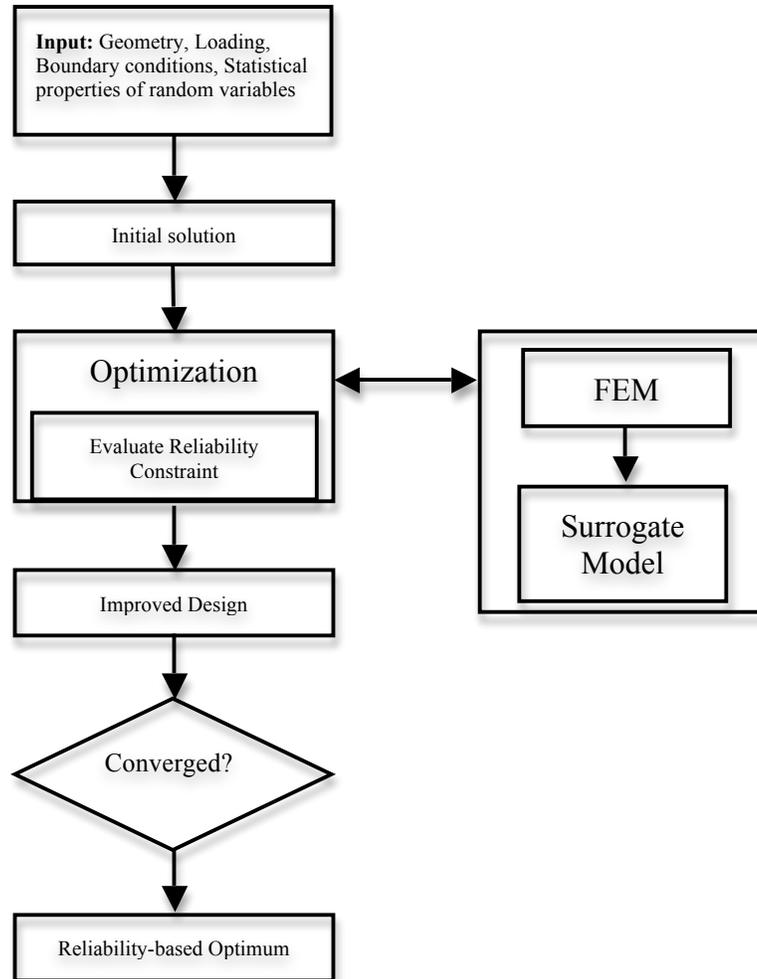 Input: Geometry, Loading,
Boundary conditions, Statistical
properties of random variables
Initial solution
Optimization
Evaluate Reliability
Constraint
FEM
Surrogate
Model
Improved Design
Converged?
Reliability-based Optimum